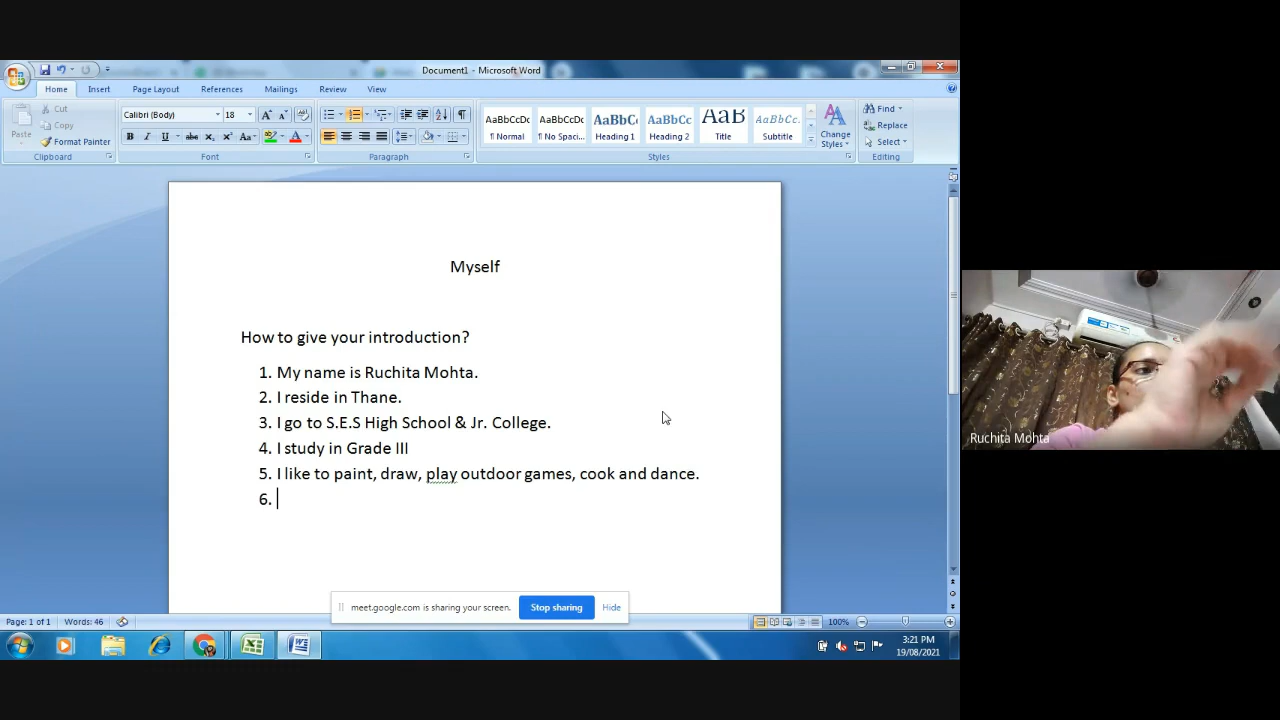 Document1 - Microsoft Word
Home Insert Page Layout References Mailings Review View
Paste
Cut
Copy
Format Painter
Clipboard
Calibri (Body) 18
Font
Paragraph
AaBbCcDc AaBbCcDc AaBbC AaBbCc AaB AaBbCc.
¶ Normal ¶ No Spaci... Heading 1 Heading 2 Title Subtitle
Change Styles
Styles
Find
Replace
Select
Editing
Myself
How to give your introduction?
1. My name is Ruchita Mohta.
2. I reside in Thane.
3. I go to S.E.S High School & Jr. College.
4. I study in Grade III
5. I like to paint, draw, play outdoor games, cook and dance.
6.
meet.google.com is sharing your screen. Stop sharing Hide
Page: 1 of 1 Words: 46 100%
3:21 PM
19/08/2021
Ruchita Mohta